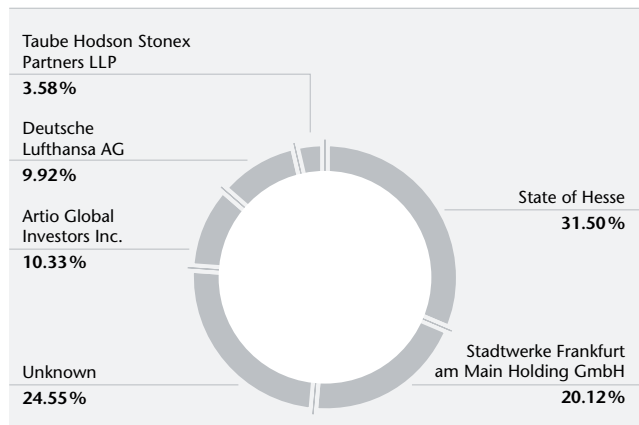 Taube Hodson Stonex
Partners LLP
3.58%
Deutsche
Lufthansa AG
9.92%
Artio Global
Investors Inc.
10.33%
Unknown
24.55%
State of Hesse
31.50%
Stadtwerke Frankfurt
am Main Holding GmbH
20.12%